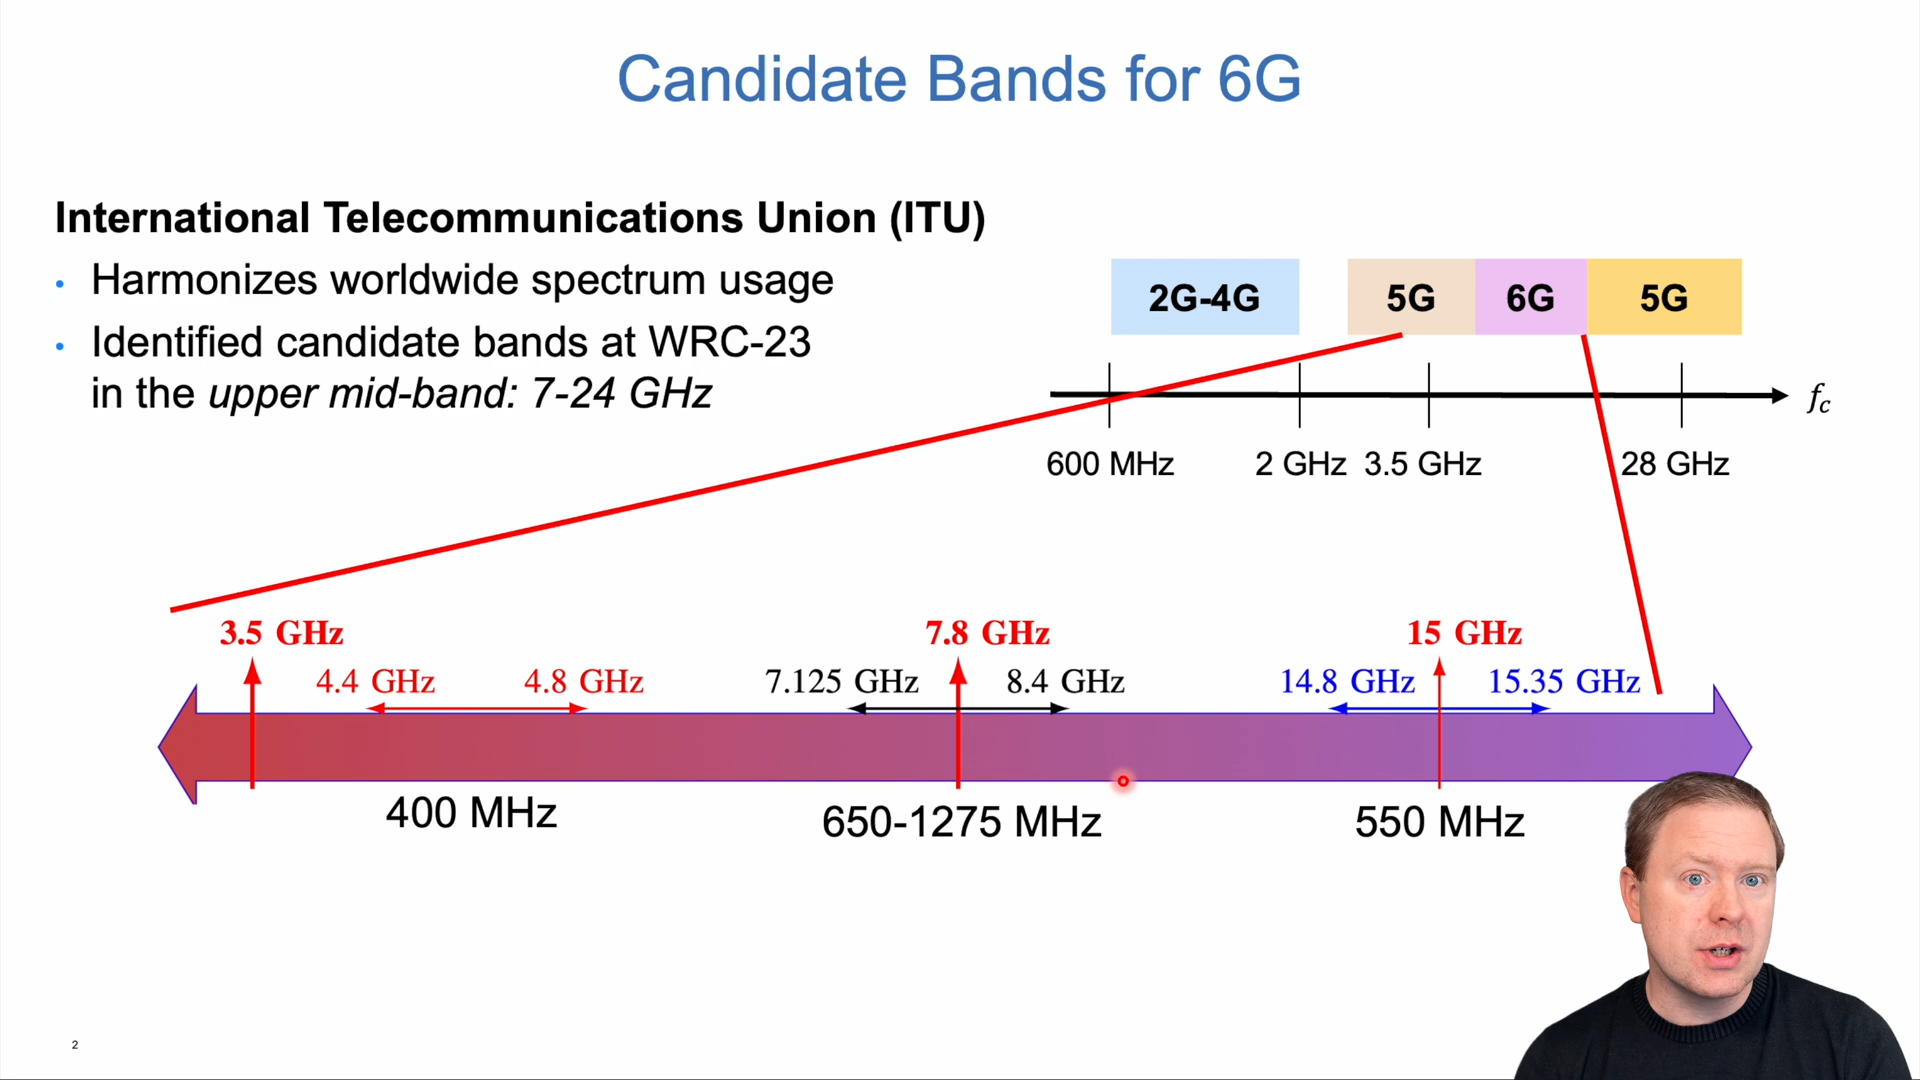 Candidate Bands for 6G
International Telecommunications Union (ITU)
• Harmonizes worldwide spectrum usage
• Identified candidate bands at WRC-23
in the upper mid-band: 7-24 GHz
2G-4G 5G 6G 5G
fc
600 MHz 2 GHz 3.5 GHz 28 GHz
3.5 GHz 7.8 GHz 15 GHz
4.4 GHz 4.8 GHz 7.125 GHz 8.4 GHz 14.8 GHz 15.35 GHz
400 MHz 650-1275 MHz 550 MHz
2